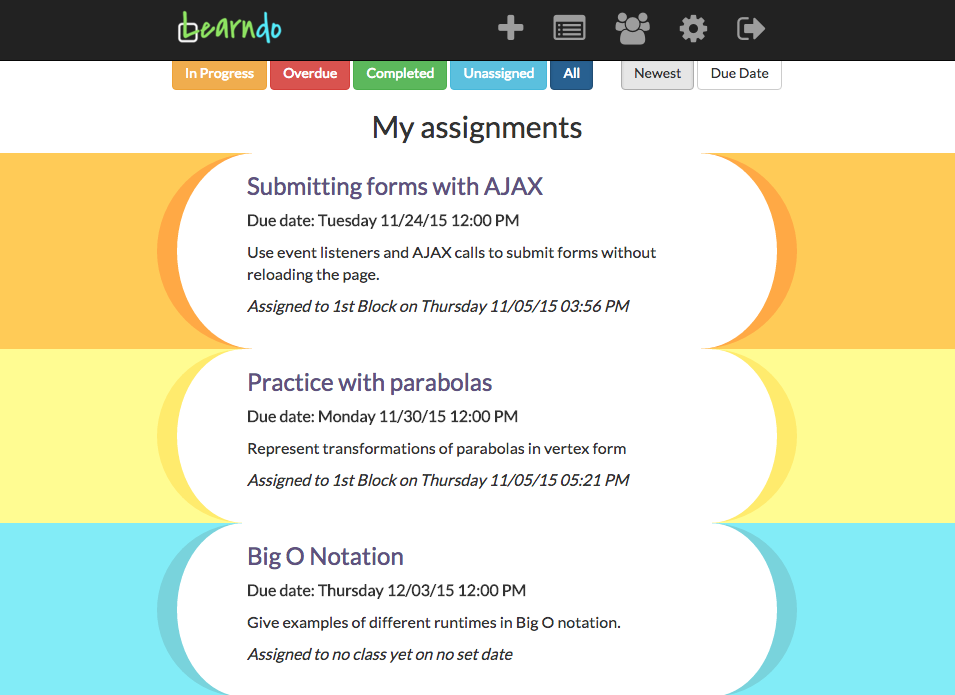 learndo
In Progress Overdue Completed Unassigned All Newest Due Date
My assignments
Submitting forms with AJAX
Due date: Tuesday 11/24/15 12:00 PM
Use event listeners and AJAX calls to submit forms without
reloading the page.
Assigned to 1st Block on Thursday 11/05/15 03:56 PM
Practice with parabolas
Due date: Monday 11/30/15 12:00 PM
Represent transformations of parabolas in vertex form
Assigned to 1st Block on Thursday 11/05/15 05:21 PM
Big O Notation
Due date: Thursday 12/03/15 12:00 PM
Give examples of different runtimes in Big O notation.
Assigned to no class yet on no set date